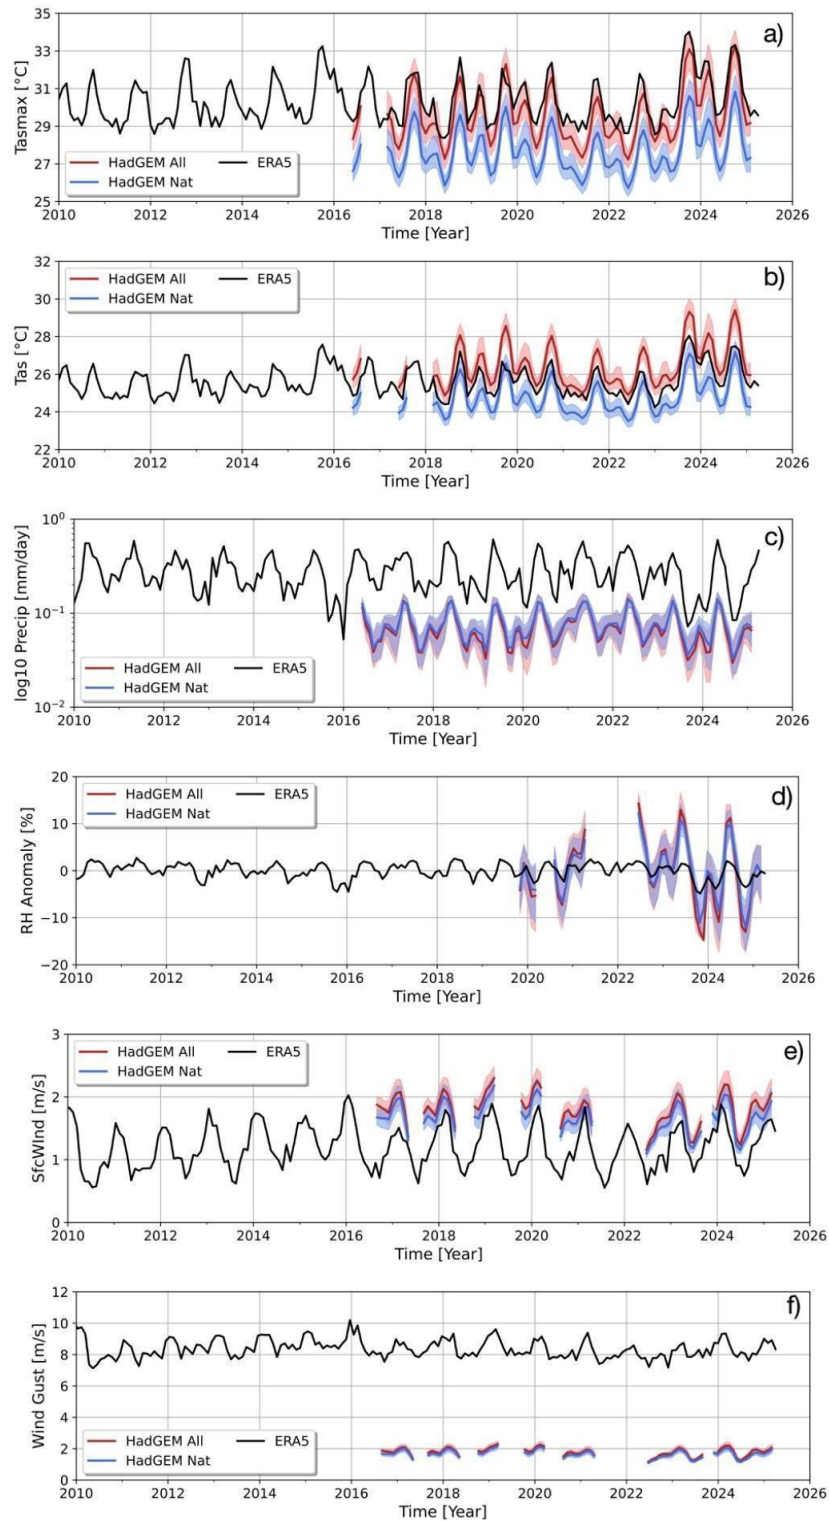 a)
35
33
31
29
27
25
Tasmax [°C]
HadGEM All
HadGEM Nat
ERA5
2010 2012 2014 2016 2018 2020 2022 2024 2026
Time [Year]
b)
32
30
28
26
24
22
Tas [°C]
HadGEM All
HadGEM Nat
ERA5
2010 2012 2014 2016 2018 2020 2022 2024 2026
Time [Year]
c)
10⁰
10⁻¹
10⁻²
log10 Precip [mm/day]
HadGEM All
HadGEM Nat
ERA5
2010 2012 2014 2016 2018 2020 2022 2024 2026
Time [Year]
d)
20
10
0
−10
−20
RH Anomaly [%]
HadGEM All
HadGEM Nat
ERA5
2010 2012 2014 2016 2018 2020 2022 2024 2026
Time [Year]
e)
3
2
1
0
SfcWInd [m/s]
HadGEM All
HadGEM Nat
ERA5
2010 2012 2014 2016 2018 2020 2022 2024 2026
Time [Year]
f)
12
10
8
6
4
2
0
Wind Gust [m/s]
HadGEM All
HadGEM Nat
ERA5
2010 2012 2014 2016 2018 2020 2022 2024 2026
Time [Year]